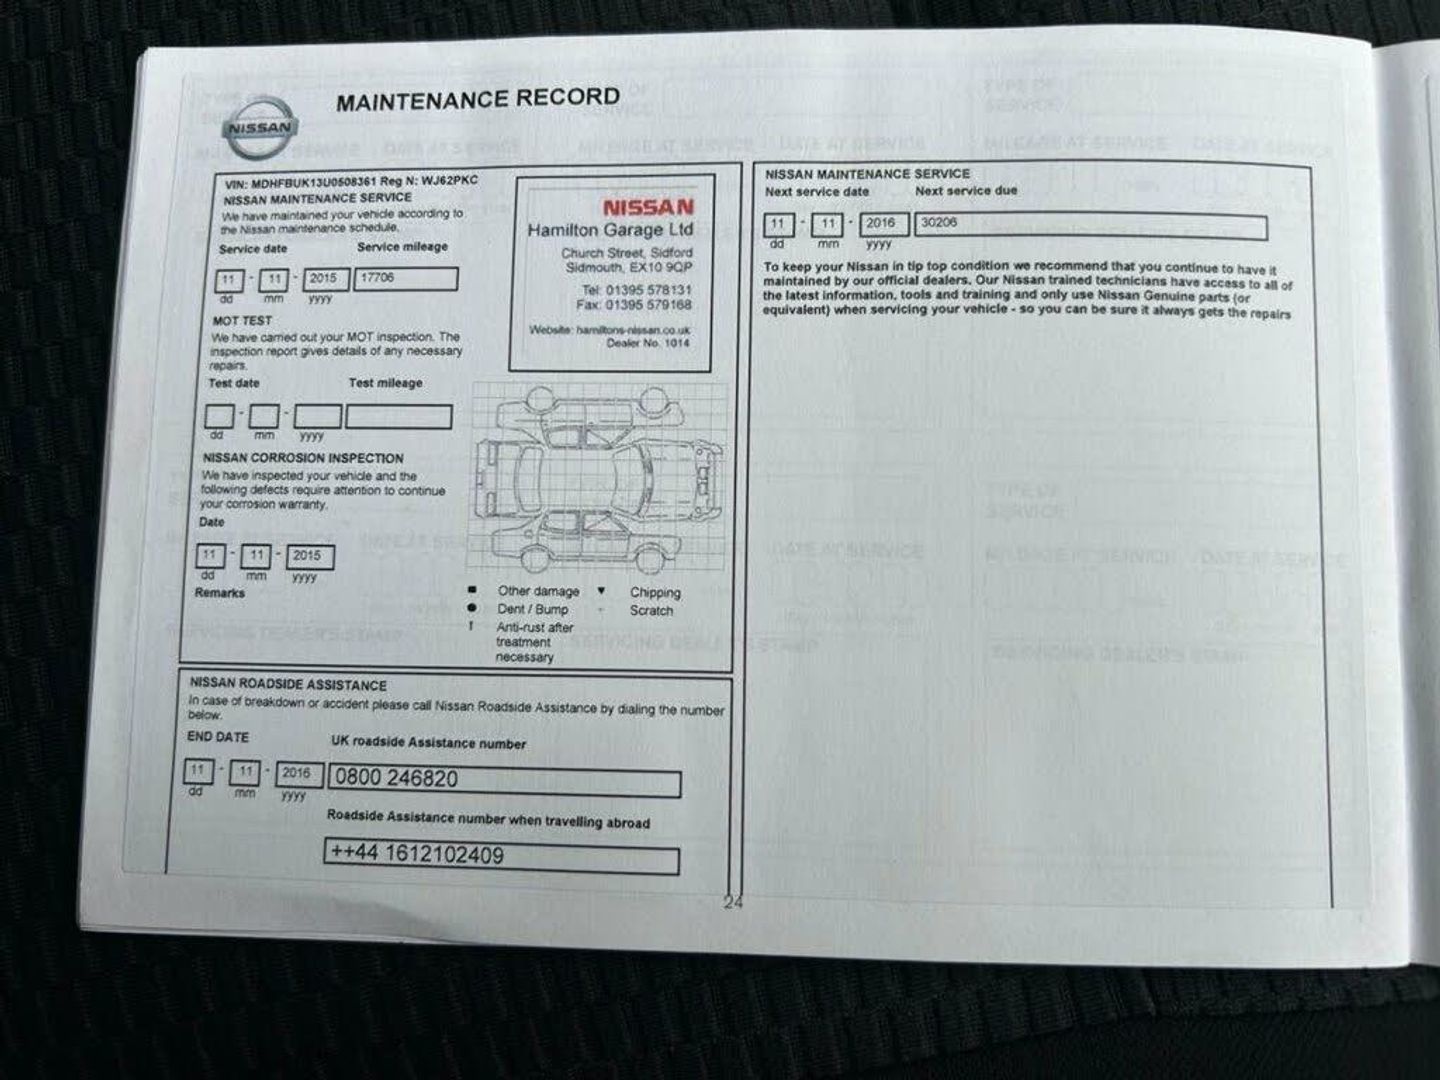 MAINTENANCE RECORD
NISSAN
VIN: MDHFBUK13U0508361 Reg N: WJ62PKC
NISSAN MAINTENANCE SERVICE
We have maintained your vehicle according to
the Nissan maintenance schedule.
Service date Service mileage
11 - 11 - 2015 17706
dd mm yyyy
MOT TEST
We have carried out your MOT inspection. The
inspection report gives details of any necessary
repairs.
Test date Test mileage
- -
dd mm yyyy
NISSAN CORROSION INSPECTION
We have inspected your vehicle and the
following defects require attention to continue
your corrosion warranty.
Date
11 - 11 - 2015
dd mm yyyy
Remarks
NISSAN
Hamilton Garage Ltd
Church Street, Sidford
Sidmouth, EX10 9QP
Tel: 01395 578131
Fax: 01395 579168
Website: hamiltons-nissan.co.uk
Dealer No. 1014
■ Other damage ▼ Chipping
● Dent / Bump - Scratch
! Anti-rust after
treatment
necessary
NISSAN ROADSIDE ASSISTANCE
In case of breakdown or accident please call Nissan Roadside Assistance by dialing the number
below.
END DATE UK roadside Assistance number
11 - 11 - 2016 0800 246820
dd mm yyyy
Roadside Assistance number when travelling abroad
++44 1612102409
NISSAN MAINTENANCE SERVICE
Next service date Next service due
11 - 11 - 2016 30206
dd mm yyyy
To keep your Nissan in tip top condition we recommend that you continue to have it
maintained by our official dealers. Our Nissan trained technicians have access to all of
the latest information, tools and training and only use Nissan Genuine parts (or
equivalent) when servicing your vehicle - so you can be sure it always gets the repairs
24